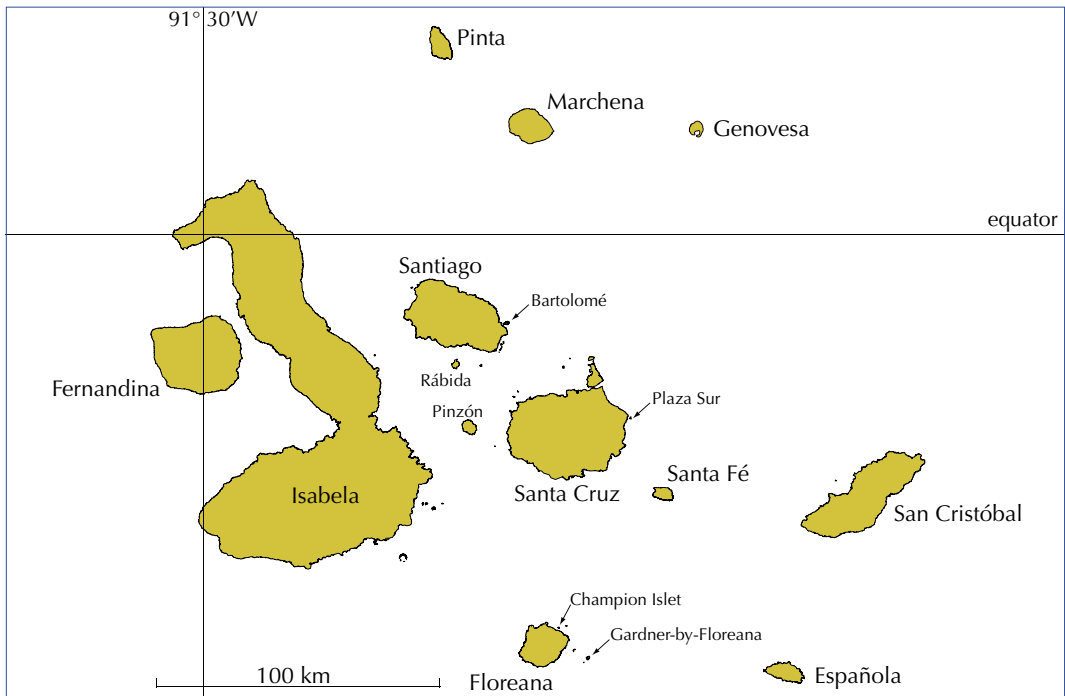 91° 30′W
Pinta
Marchena
Genovesa
equator
Santiago
Bartolomé
Fernandina
Rábida
Pinzón
Plaza Sur
Santa Fé
Isabela
Santa Cruz
San Cristóbal
Champion Islet
Gardner-by-Floreana
100 km
Floreana
Española